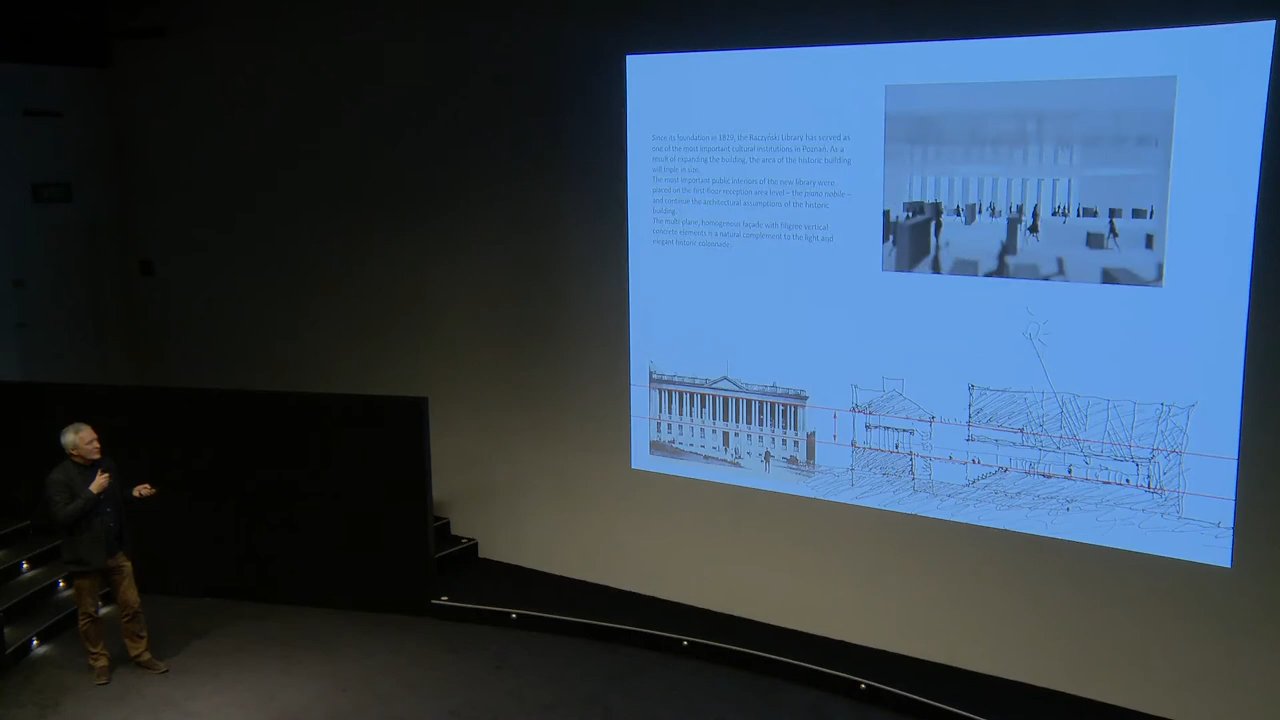 Since its foundation in 1829, the Raczyński Library has served as
one of the most important cultural institutions in Poznań. As a
result of expanding the building, the area of the historic building
will triple in size.
The most important public interiors of the new library were
placed on the first floor reception area level – the piano nobile –
and continue the architectural assumptions of the historic
building.
The multi-plane, homogenous façade with filigree vertical
concrete elements is a natural complement to the light and
elegant historic colonnade.